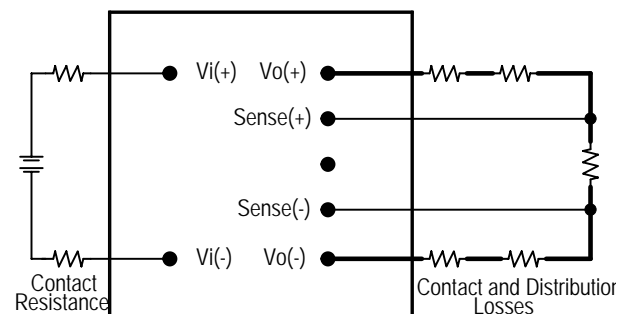 Vi(+) Vo(+)
Sense(+)
Sense(-)
Vi(-) Vo(-)
Contact
Resistance
Contact and Distribution
Losses